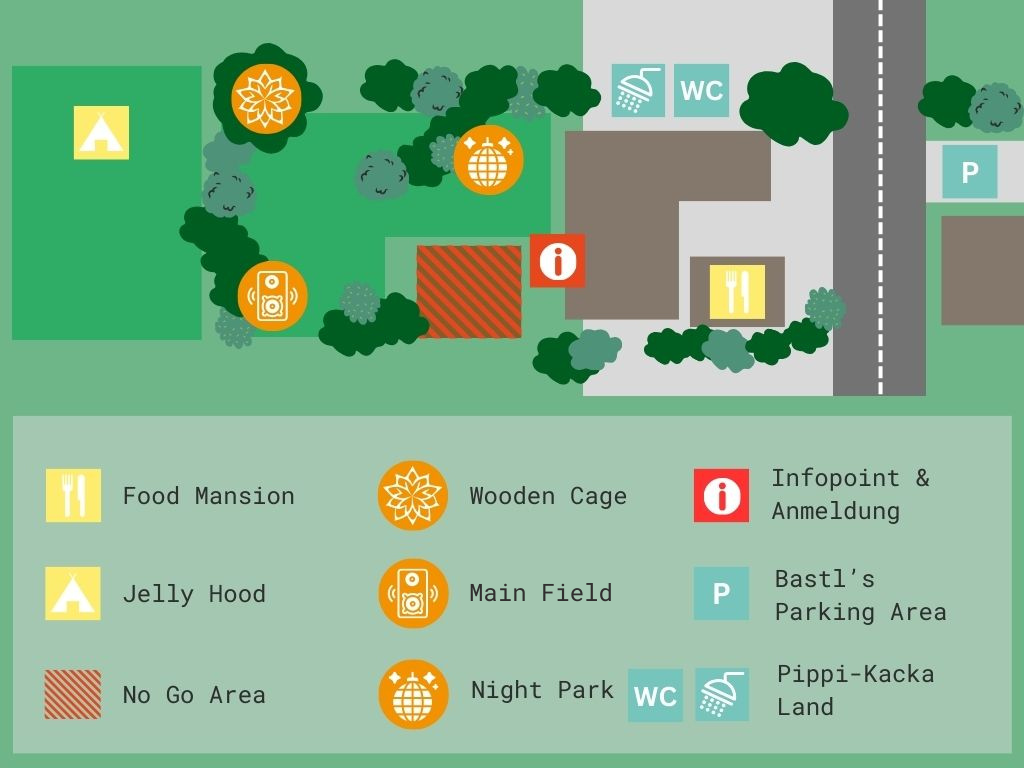 WC
P
Food Mansion
Wooden Cage
Infopoint &
Anmeldung
Jelly Hood
Main Field
P
Bastl's
Parking Area
No Go Area
Night Park
WC
Pippi-Kacka
Land